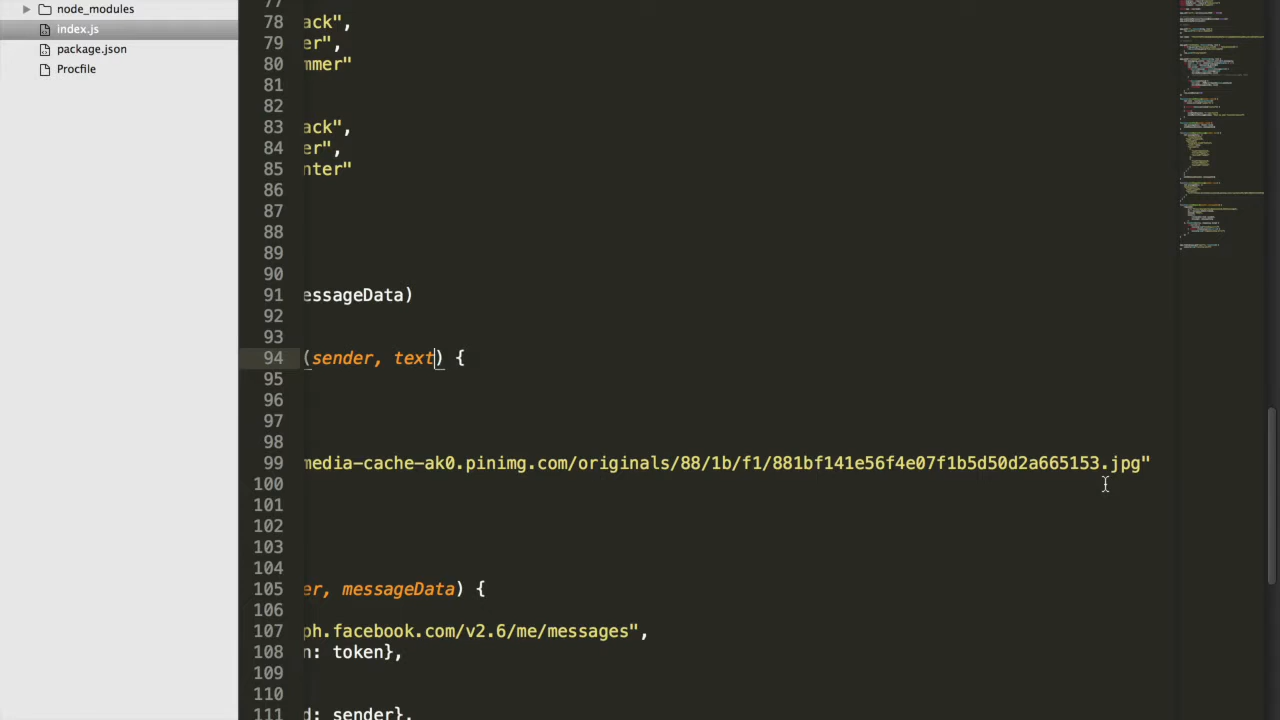 node_modules
index.js
package.json
Procfile
77
78 ack",
79 er",
80 mmer"
81
82
83 ack",
84 er",
85 nter"
86
87
88
89
90
91 essageData)
92
93
94 (sender, text) {
95
96
97
98
99 media-cache-ak0.pinimg.com/originals/88/1b/f1/881bf141e56f4e07f1b5d50d2a665153.jpg"
100
101
102
103
104
105 er, messageData) {
106
107 ph.facebook.com/v2.6/me/messages",
108 n: token},
109
110
111 d: sender},